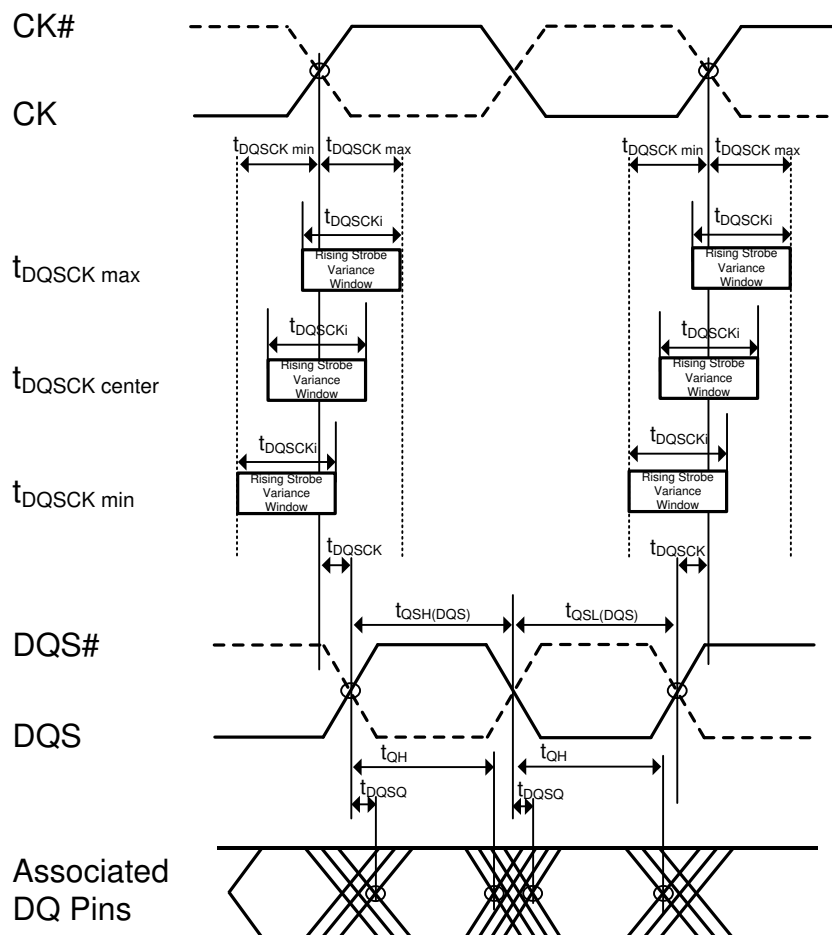 CK#
CK
tDQSCK min
tDQSCK max
tDQSCK min
tDQSCK max
tDQSCKi
tDQSCKi
tDQSCK max
Rising Strobe
Variance
Window
Rising Strobe
Variance
Window
tDQSCKi
tDQSCKi
tDQSCK center
Rising Strobe
Variance
Window
Rising Strobe
Variance
Window
tDQSCKi
tDQSCKi
tDQSCK min
Rising Strobe
Variance
Window
Rising Strobe
Variance
Window
tDQSCK
tDQSCK
tQSH(DQS)
tQSL(DQS)
DQS#
DQS
tQH
tQH
tDQSQ
tDQSQ
Associated
DQ Pins